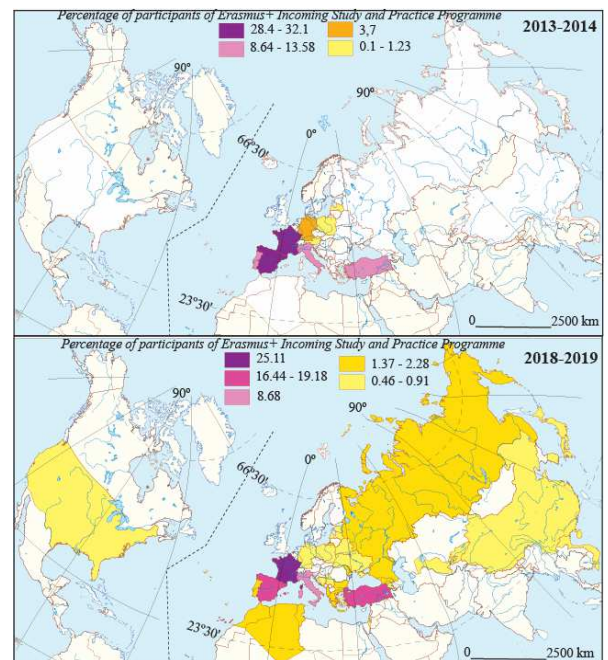 Percentage of participants of Erasmus+ Incoming Study and Practice Programme
28.4 - 32.1
3,7
2013-2014
8.64 - 13.58
0.1 - 1.23
90º
90º
0º
66º30'
23º30'
0
2500 km
Percentage of participants of Erasmus+ Incoming Study and Practice Programme
25.11
1.37 - 2.28
2018-2019
16.44 - 19.18
0.46 - 0.91
8.68
90º
90º
0º
66º30'
23º30'
0
2500 km